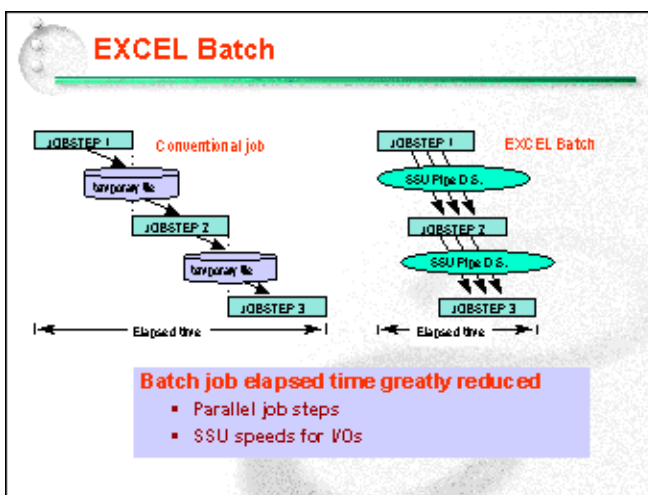 EXCEL Batch
JOBSTEP 1
Conventional job
temporary file
JOBSTEP 2
temporary file
JOBSTEP 3
Elapsed time
JOBSTEP 1
EXCEL Batch
SSU Pipe D.S.
JOBSTEP 2
SSU Pipe D.S.
JOBSTEP 3
Elapsed time
Batch job elapsed time greatly reduced
▪ Parallel job steps
▪ SSU speeds for I/Os